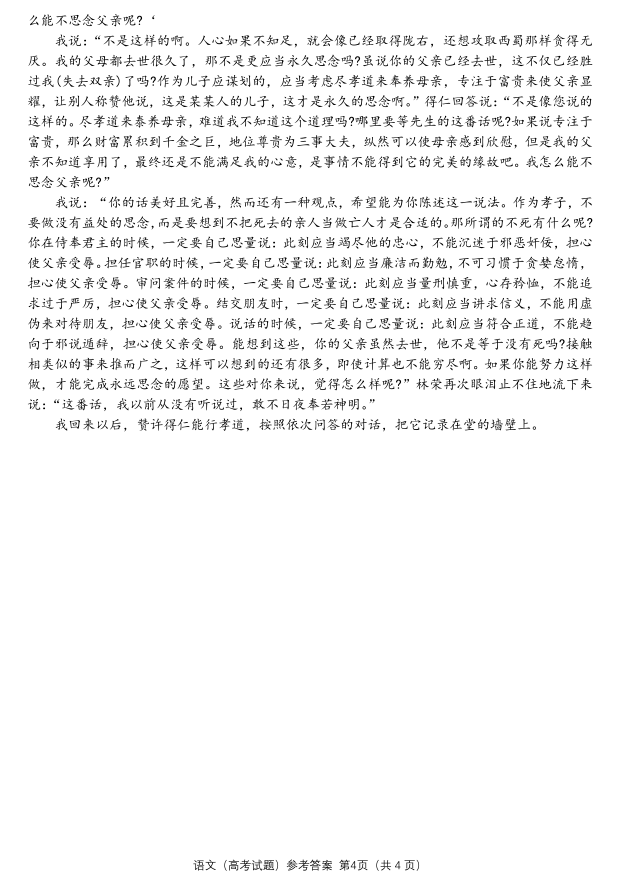 么能不思念父亲呢?‘
我说:“不是这样的啊。人心如果不知足, 就会像已经取得陇右, 还想攻取西蜀那样贪得无
厌。我的父母都去世很久了, 那不是更应当永久思念吗?虽说你的父亲已经去世, 这不仅已经胜
过我(失去双亲)了吗?作为儿子应谋划的, 应当考虑尽孝道来奉养母亲, 专注于富贵来使父亲显
耀, 让别人称赞他说, 这是某某人的儿子, 这才是永久的思念啊。”得仁回答说:“不是像您说的
这样的。尽孝道来奉养母亲, 难道我不知道这个道理吗?哪里要等先生的这番话呢?如果说专注于
富贵, 那么财富累积到千金之巨, 地位尊贵为三事大夫, 纵然可以使母亲感到欣慰, 但是我的父
亲不知道享用了, 最终还是不能满足我的心意, 是事情不能得到它的完美的缘故吧。我怎么能不
思念父亲呢?”
我说: “你的话美好且完善, 然而还有一种观点, 希望能为你陈述这一说法。作为孝子, 不
要做没有益处的思念, 而是要想到不把死去的亲人当做亡人才是合适的。那所谓的不死有什么呢?
你在侍奉君主的时候, 一定要自己思量说: 此刻应当竭尽他的忠心, 不能沉迷于邪恶奸佞, 担心
使父亲受辱。担任官职的时候, 一定要自己思量说: 此刻应当廉洁而勤勉, 不可习惯于贪婪怠惰,
担心使父亲受辱。审问案件的时候, 一定要自己思量说: 此刻应当量刑慎重, 心存矜恤, 不能追
求过于严厉, 担心使父亲受辱。结交朋友时, 一定要自己思量说: 此刻应当讲求信义, 不能用虚
伪来对待朋友, 担心使父亲受辱。说话的时候, 一定要自己思量说: 此刻应当符合正道, 不能趋
向于邪说遁辞, 担心使父亲受辱。能想到这些, 你的父亲虽然去世, 他不是等于没有死吗?接触
相类似的事来推而广之, 这样可以想到的还有很多, 即使计算也不能穷尽啊。如果你能努力这样
做, 才能完成永远思念的愿望。这些对你来说, 觉得怎么样呢?”林荣再次眼泪止不住地流下来
说:“这番话, 我以前从没有听说过, 敢不日夜奉若神明。”
我回来以后, 赞许得仁能行孝道, 按照依次问答的对话, 把它记录在堂的墙壁上。
语文（高考试题）参考答案 第4页（共 4 页）